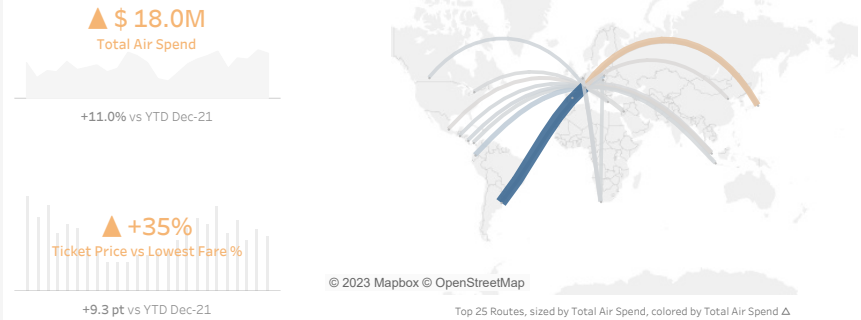 ▲ $ 18.0M
Total Air Spend
+11.0% vs YTD Dec-21
▲ +35%
Ticket Price vs Lowest Fare %
+9.3 pt vs YTD Dec-21
© 2023 Mapbox © OpenStreetMap
Top 25 Routes, sized by Total Air Spend, colored by Total Air Spend △